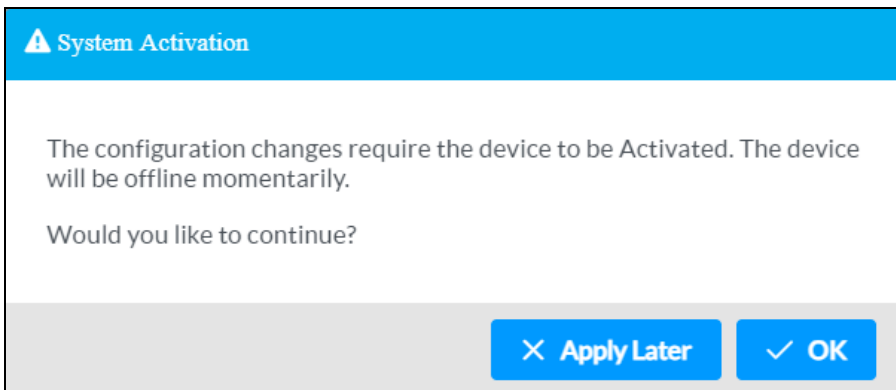 System Activation
The configuration changes require the device to be Activated. The device
will be offline momentarily.
Would you like to continue?
Apply Later
OK